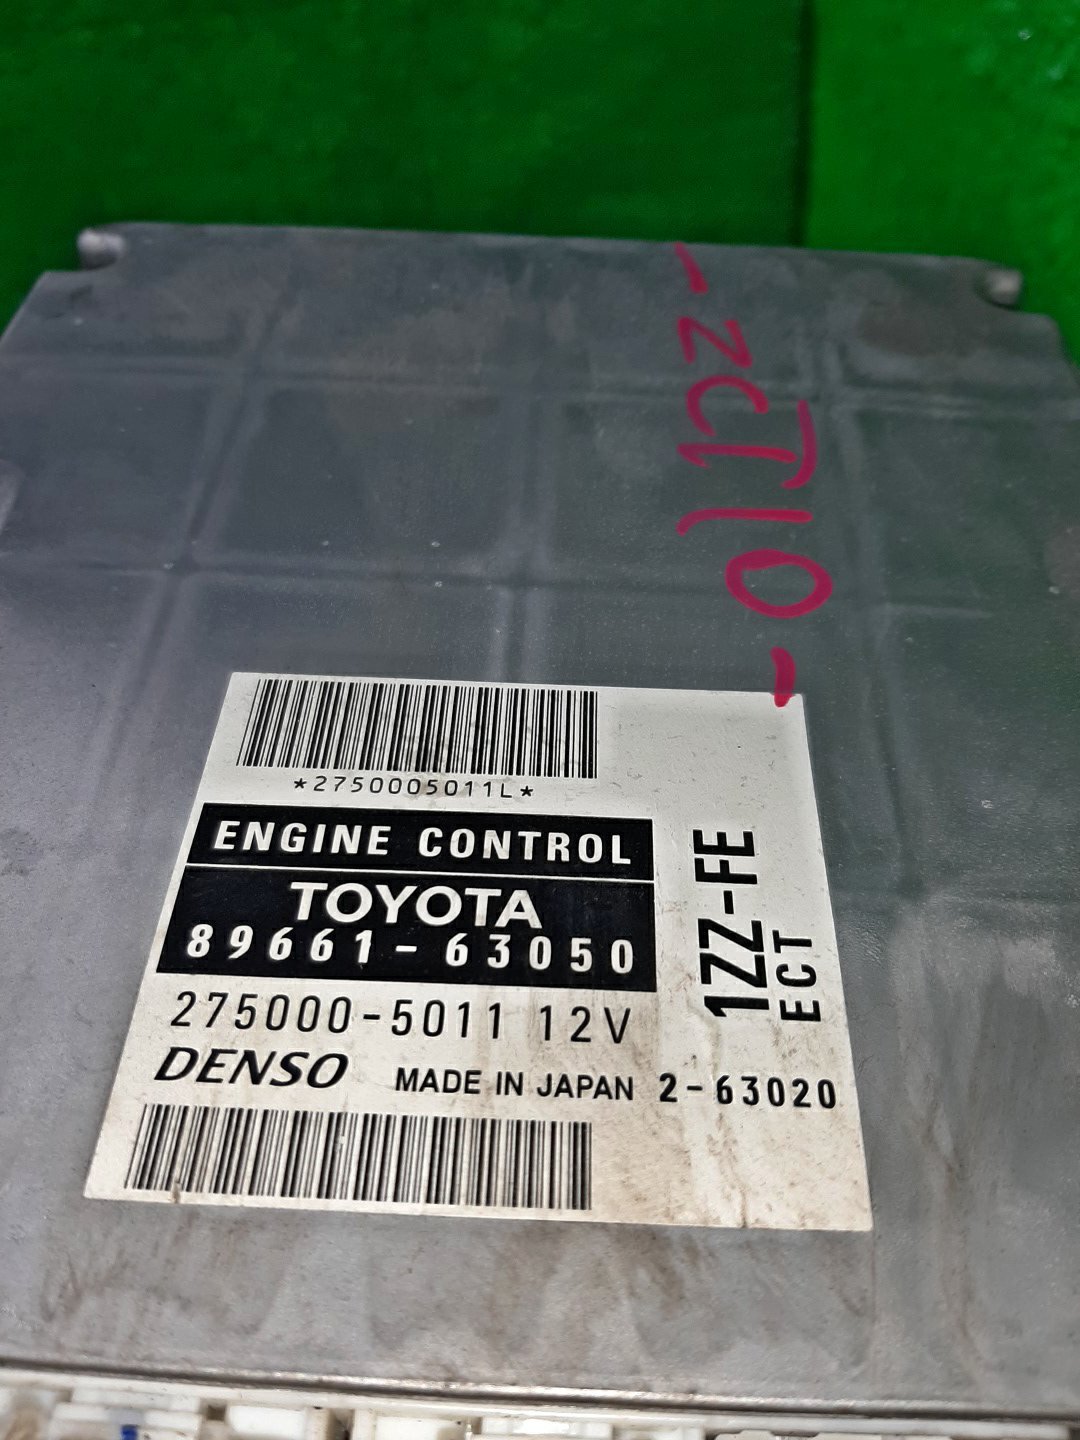 -ZCT10-
*2750005011L*
ENGINE CONTROL
TOYOTA
89661-63050
275000-5011 12V
DENSO MADE IN JAPAN 2-63020
1ZZ-FE
ECT